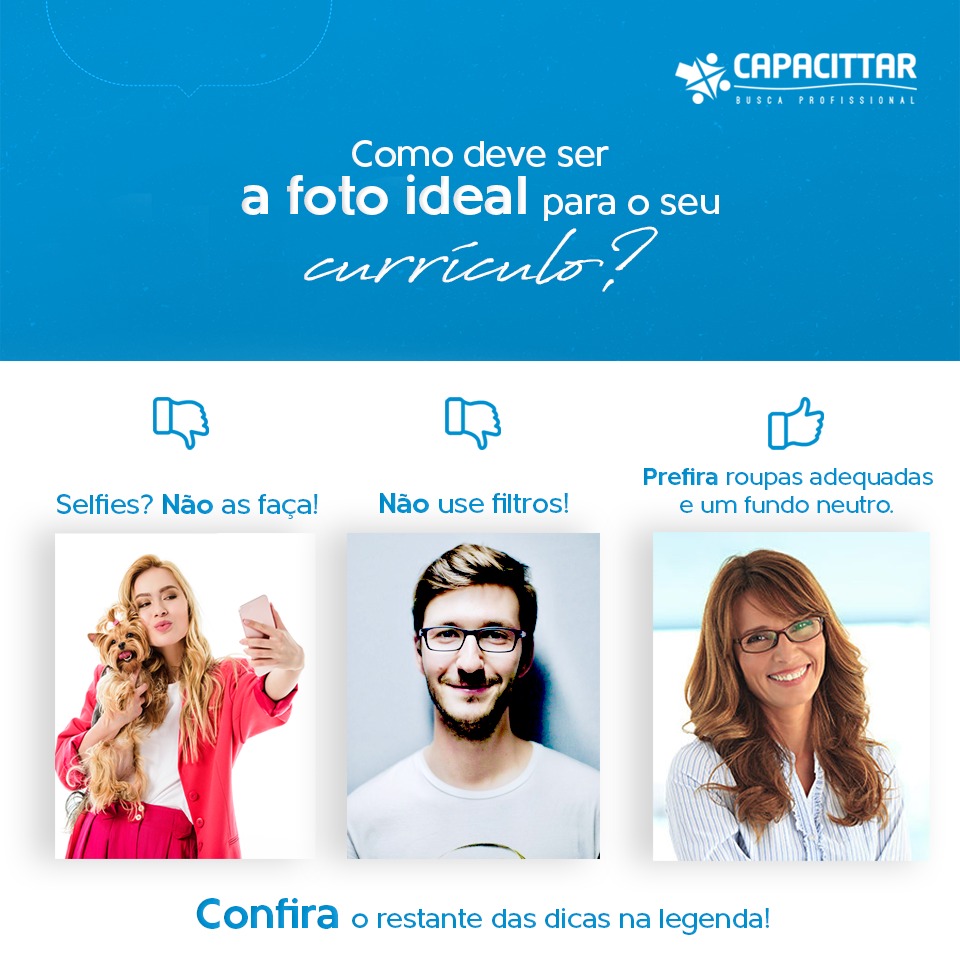 CAPACITTAR
BUSCA PROFISSIONAL
Como deve ser
a foto ideal para o seu
currículo?
Selfies? Não as faça!
Não use filtros!
Prefira roupas adequadas
e um fundo neutro.
Confira o restante das dicas na legenda!